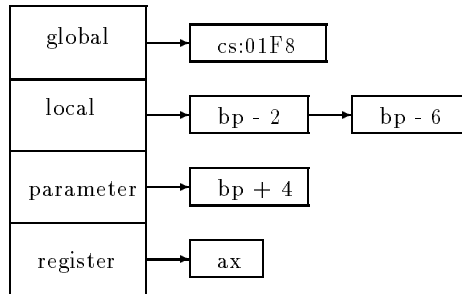 global
cs:01F8
local
bp - 2
bp - 6
parameter
bp + 4
register
ax